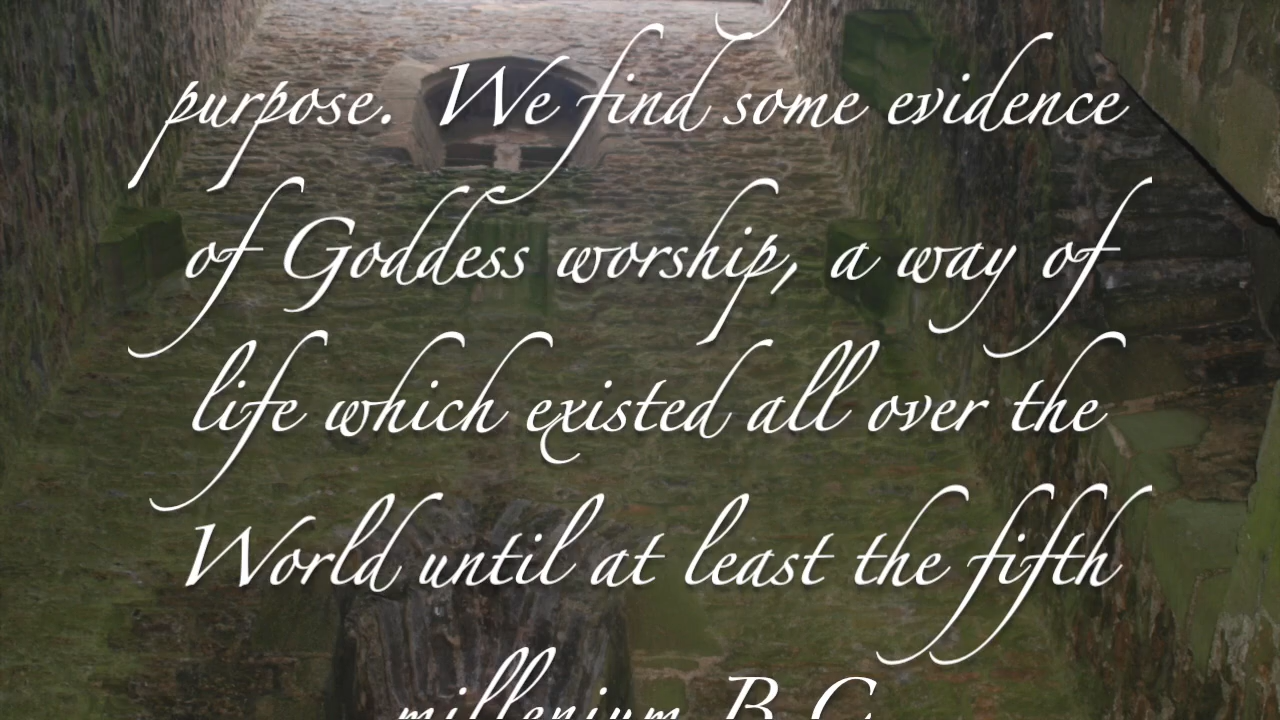 purpose. We find some evidence
of Goddess worship, a way of
life which existed all over the
World until at least the fifth
millenium B.C.